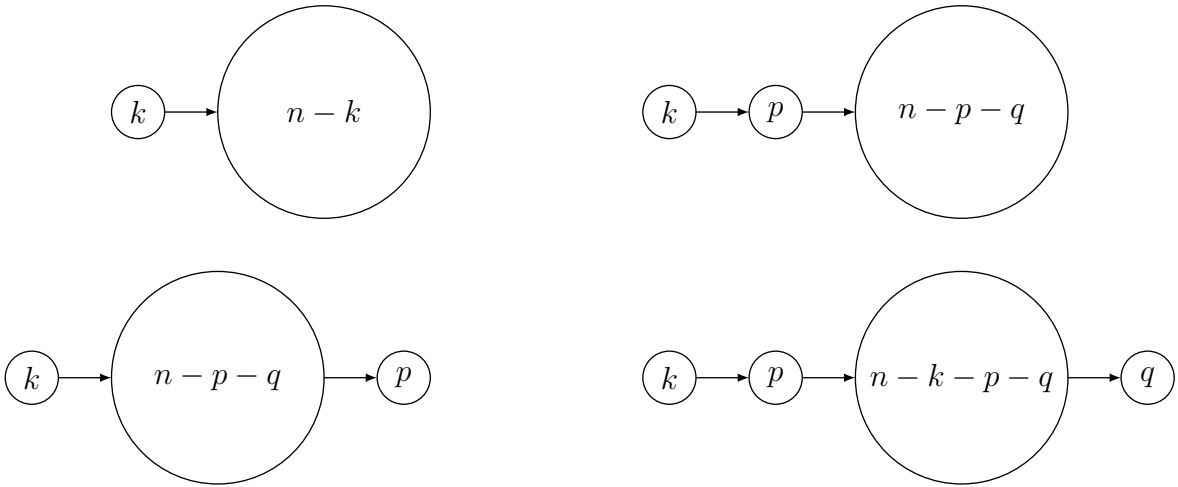 k n − k
k p n − p − q
k n − p − q p
k p n − k − p − q q